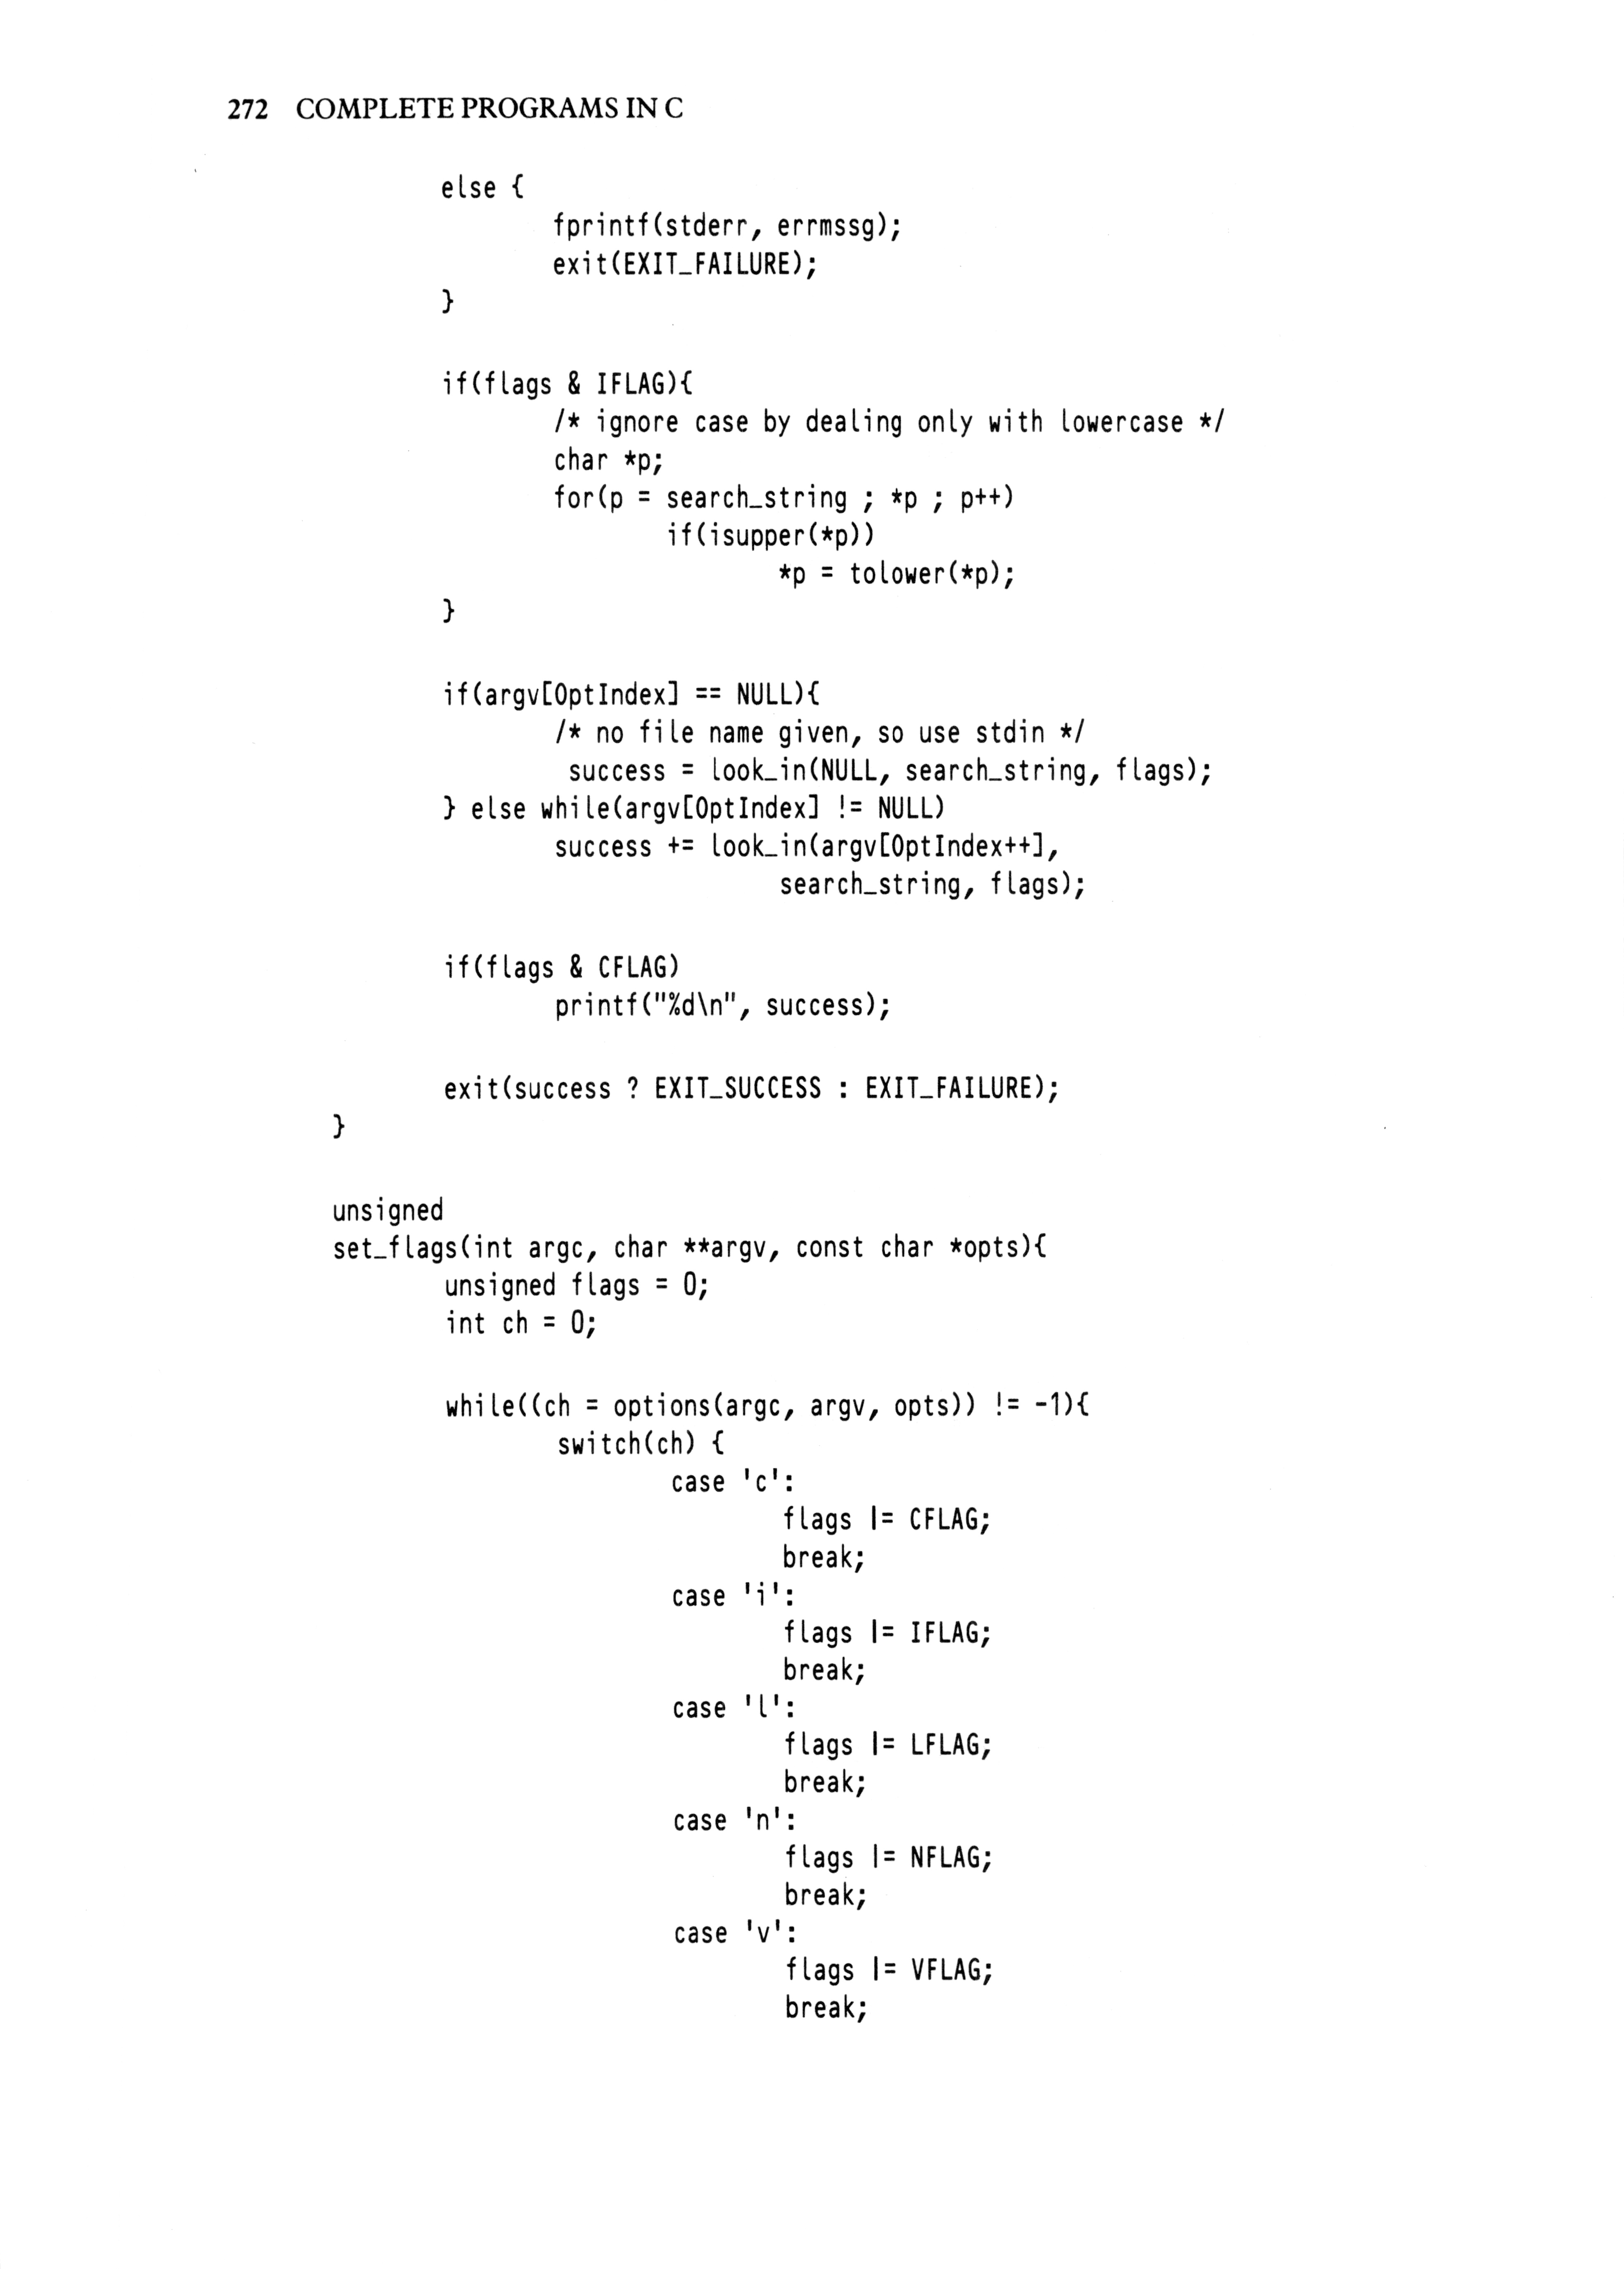 272 COMPLETE PROGRAMS IN C
else {
fprintf(stderr, errmssg);
exit(EXIT_FAILURE);
}
if(flags & IFLAG){
/* ignore case by dealing only with lowercase */
char *p;
for(p = search_string ; *p ; p++)
if(isupper(*p))
*p = tolower(*p);
}
if(argv[OptIndex] == NULL){
/* no file name given, so use stdin */
success = look_in(NULL, search_string, flags);
} else while(argv[OptIndex] != NULL)
success += look_in(argv[OptIndex++],
search_string, flags);
if(flags & CFLAG)
printf("%d\n", success);
exit(success ? EXIT_SUCCESS : EXIT_FAILURE);
}
unsigned
set_flags(int argc, char **argv, const char *opts){
unsigned flags = 0;
int ch = 0;
while((ch = options(argc, argv, opts)) != -1){
switch(ch) {
case 'c':
flags |= CFLAG;
break;
case 'i':
flags |= IFLAG;
break;
case 'l':
flags |= LFLAG;
break;
case 'n':
flags |= NFLAG;
break;
case 'v':
flags |= VFLAG;
break;